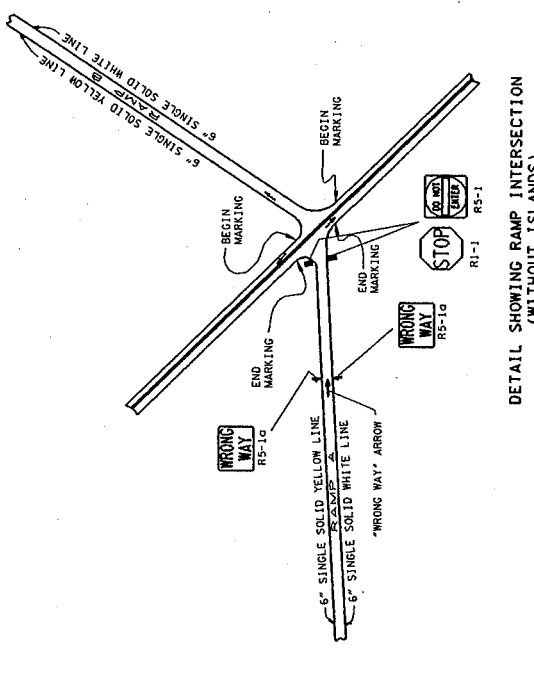 6" SINGLE SOLID WHITE LINE
RAMP B
6" SINGLE SOLID YELLOW LINE
BEGIN
MARKING
BEGIN
MARKING
END
MARKING
END
MARKING
DO NOT
ENTER
R5-1
STOP
R1-1
WRONG
WAY
R5-1a
WRONG
WAY
R5-1a
6" SINGLE SOLID YELLOW LINE
RAMP A
6" SINGLE SOLID WHITE LINE
"WRONG WAY" ARROW
DETAIL SHOWING RAMP INTERSECTION
(WITHOUT ISLANDS)